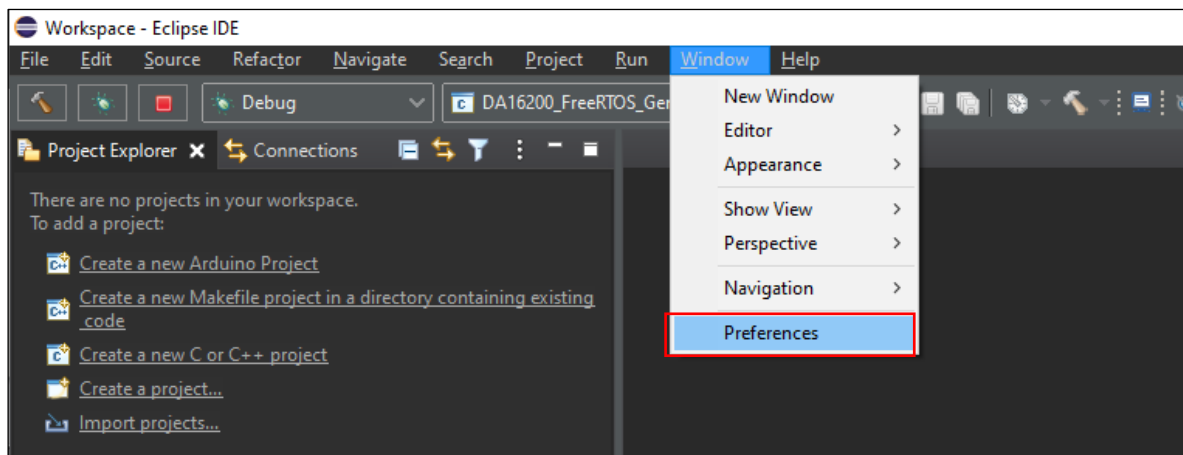 Workspace - Eclipse IDE
File Edit Source Refactor Navigate Search Project Run Window Help
Debug
DA16200_FreeRTOS_Ger
Project Explorer
Connections
There are no projects in your workspace.
To add a project:
Create a new Arduino Project
Create a new Makefile project in a directory containing existing
code
Create a new C or C++ project
Create a project...
Import projects...
New Window
Editor
Appearance
Show View
Perspective
Navigation
Preferences